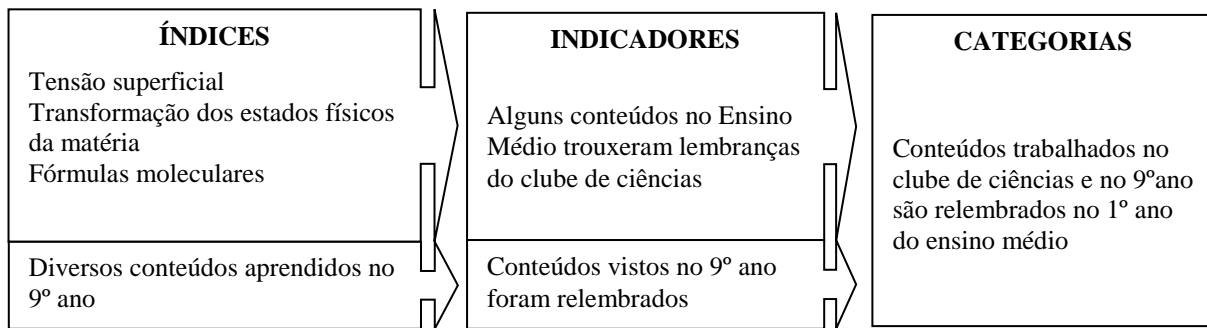 ÍNDICES
Tensão superficial
Transformação dos estados físicos
da matéria
Fórmulas moleculares
Diversos conteúdos aprendidos no
9º ano
INDICADORES
Alguns conteúdos no Ensino
Médio trouxeram lembranças
do clube de ciências
Conteúdos vistos no 9º ano
foram relembrados
CATEGORIAS
Conteúdos trabalhados no
clube de ciências e no 9ºano
são relembrados no 1º ano
do ensino médio